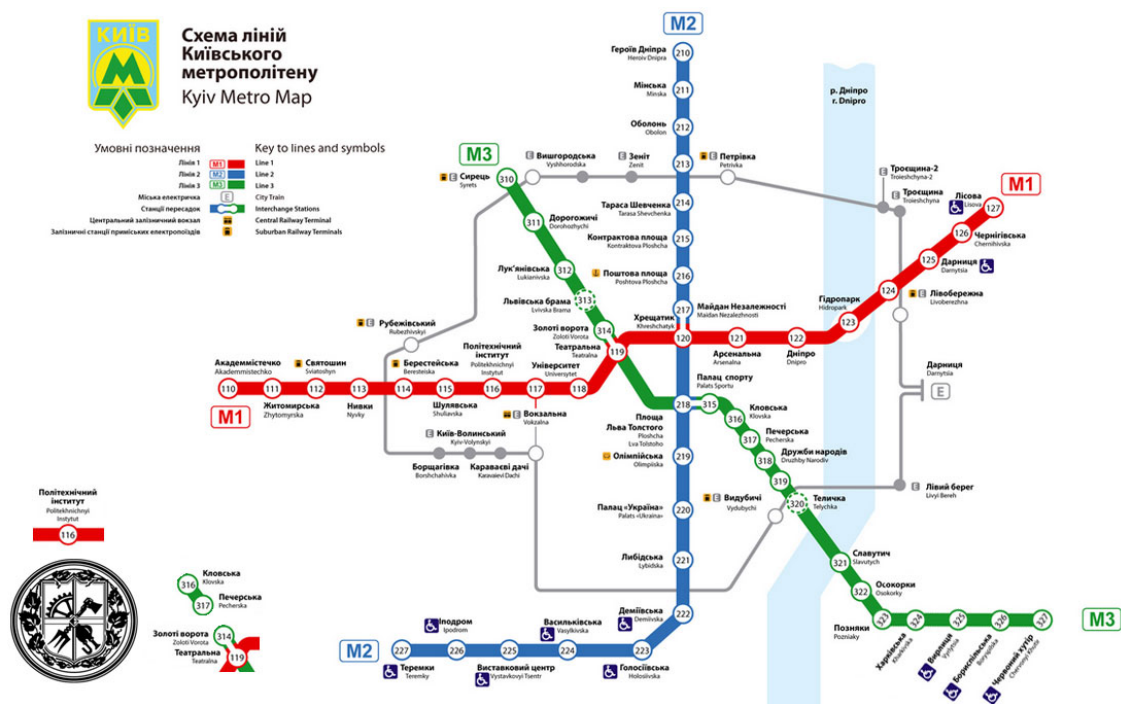 КИЇВ
Схема ліній
Київського
метрополітену
Kyiv Metro Map
Умовні позначення
Key to lines and symbols
Лінія 1 M1 Line 1
Лінія 2 M2 Line 2
Лінія 3 M3 Line 3
Міська електричка E City Train
Станції пересадок Interchange Stations
Центральний залізничний вокзал Central Railway Terminal
Залізничні станції приміських електропоїздів Suburban Railway Terminals
M2
Героїв Дніпра
Heroiv Dnipra
210
Мінська
Minska
211
Оболонь
Obolon
212
213
E Петрівка
Petrivka
Тараса Шевченка
Tarasa Shevchenka
214
Контрактова площа
Kontraktova Ploshcha
215
Поштова площа
Poshtova Ploshcha
216
217
Майдан Незалежності
Maidan Nezalezhnosti
р. Дніпро
r. Dnipro
M3
E Сирець
Syrets
310
E Вишгородська
Vyshhorodska
E Зеніт
Zenit
E
Троєщина-2
Troieshchyna-2
E
Троєщина
Troieshchyna
M1
Лісова
Lisova
127
126
Чернігівська
Chernihivska
125
Дарниця
Darnytsia
124
E Лівобережна
Livoberezhna
Гідропарк
Hidropark
123
Дорогожичі
Dorohozhychi
311
Лук'янівська
Lukianivska
312
Львівська брама
Lvivska Brama
313
Золоті ворота
Zoloti Vorota
314
Театральна
Teatralna
119
Хрещатик
Khreshchatyk
120
121
Арсенальна
Arsenalna
122
Дніпро
Dnipro
E Рубежівський
Rubezhivskyi
Академмістечко
Akademmistechko
110
M1
111
Житомирська
Zhytomyrska
Святошин
Sviatoshyn
112
113
Нивки
Nyvky
E Берестейська
Beresteiska
114
115
Шулявська
Shuliavska
Політехнічний
інститут
Politekhnichnyi
Instytut
116
Університет
Universytet
117
118
E Вокзальна
Vokzalna
E Київ-Волинський
Kyiv-Volynskyi
Борщагівка
Borshchahivka
Караваєві дачі
Karavaievi Dachi
Дарниця
Darnytsia
E
Палац спорту
Palats Sportu
218
315
Площа
Льва Толстого
Ploshcha
Lva Tolstoho
316
Кловська
Klovska
317
Печерська
Pecherska
318
Дружби народів
Druzhby Narodiv
319
Олімпійська
Olimpiiska
219
E Видубичі
Vydubychi
320
Теличка
Telychka
E Лівий берег
Livyi Bereh
Палац «Україна»
Palats «Ukraina»
220
Либідська
Lybidska
221
Деміївська
Demiivska
222
321
Славутич
Slavutych
322
Осокорки
Osokorky
323
Позняки
Pozniaky
324
Харківська
Kharkivska
325
Вирлиця
Vyrlytsia
326
Бориспільська
Boryspilska
327
Червоний хутір
Chervonyi Khutir
M3
M2
227
Теремки
Teremky
Іподром
Ipodrom
226
225
Виставковий центр
Vystavkovyi Tsentr
Васильківська
Vasylkivska
224
223
Голосіївська
Holosiivska
Політехнічний
інститут
Politekhnichnyi
Instytut
116
316
Кловська
Klovska
317
Печерська
Pecherska
Золоті ворота
Zoloti Vorota
314
Театральна
Teatralna
119